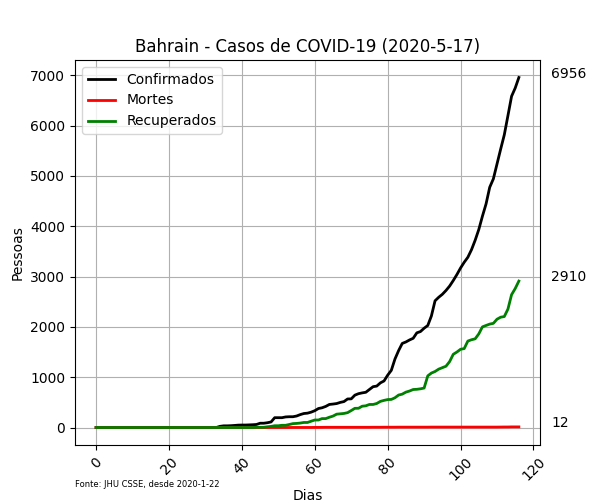 Bahrain - Casos de COVID-19 (2020-5-17)
Confirmados
Mortes
Recuperados
7000
6000
5000
4000
3000
2000
1000
0
Pessoas
6956
2910
12
0
20
40
60
80
100
120
Dias
Fonte: JHU CSSE, desde 2020-1-22